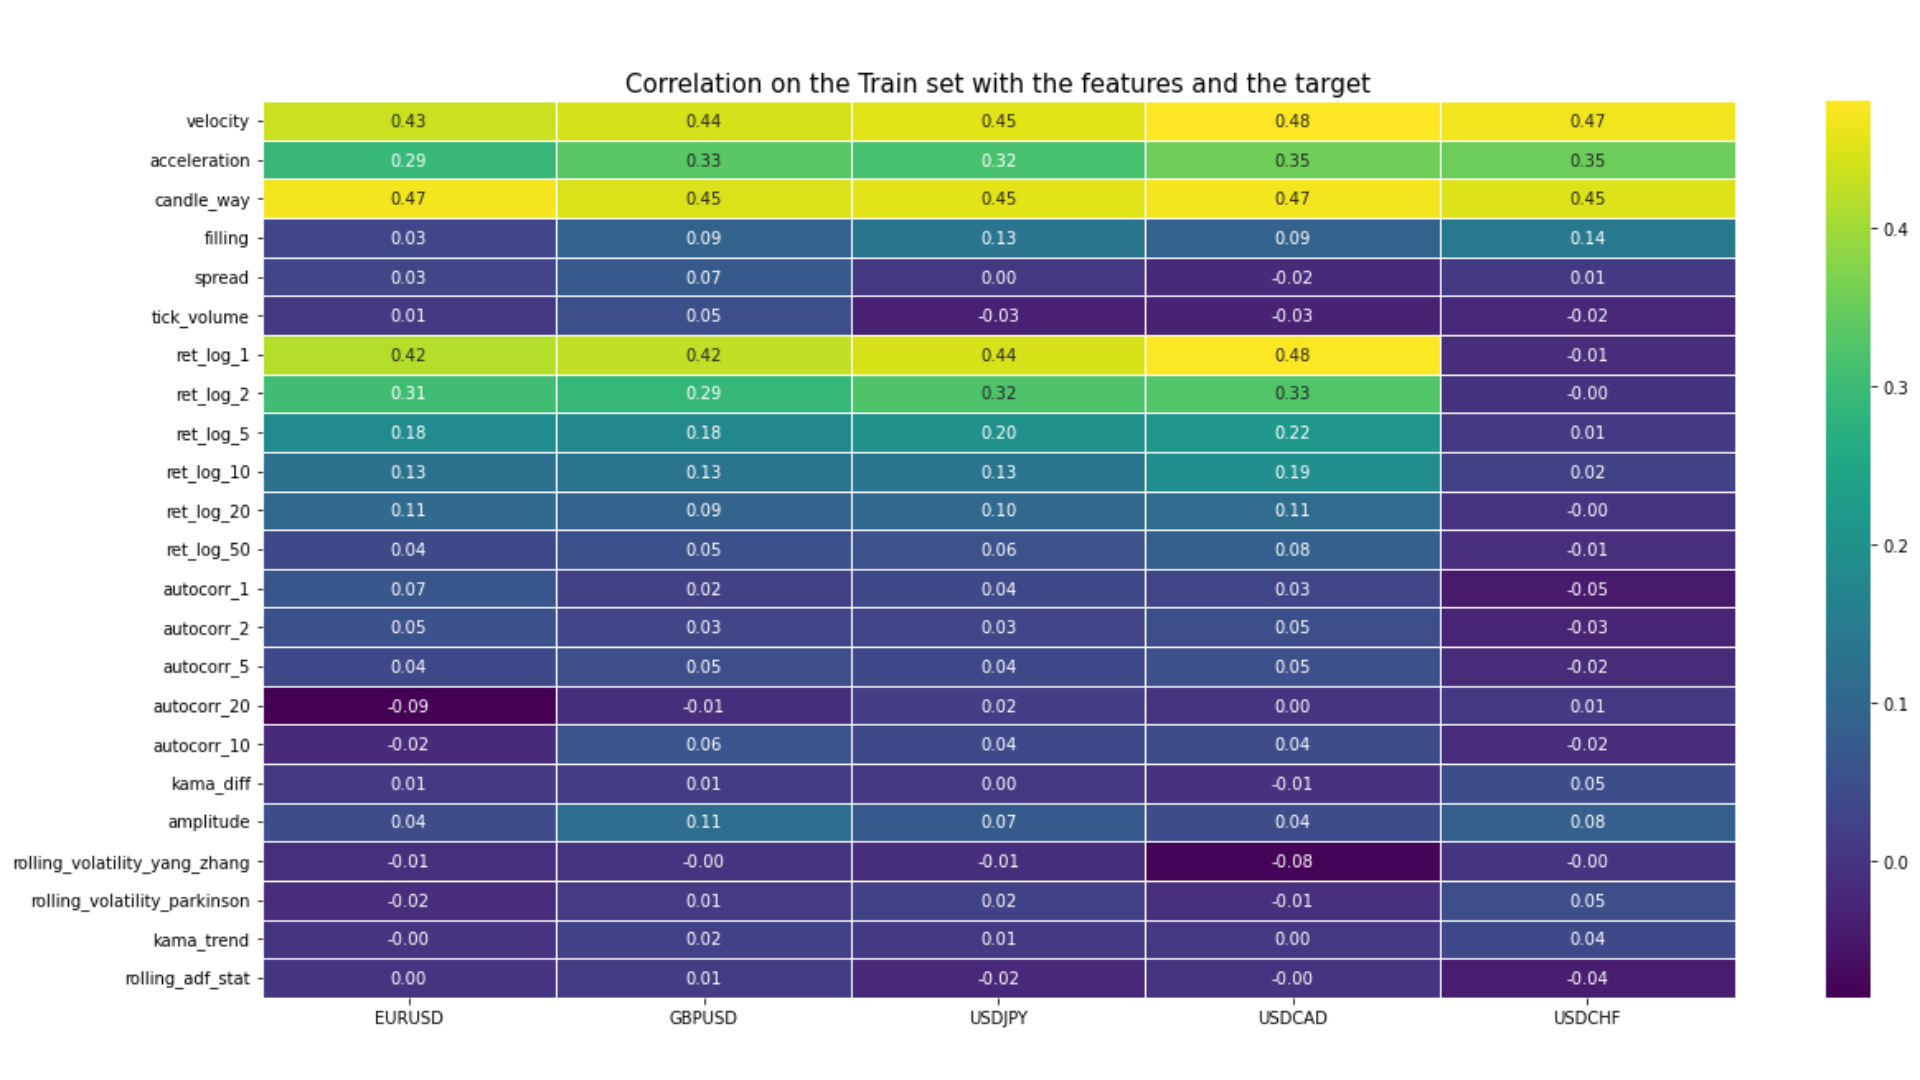 Correlation on the Train set with the features and the target
velocity 0.43 0.44 0.45 0.48 0.47
acceleration 0.29 0.33 0.32 0.35 0.35
candle_way 0.47 0.45 0.45 0.47 0.45
filling 0.03 0.09 0.13 0.09 0.14
0.4
spread 0.03 0.07 0.00 -0.02 0.01
tick_volume 0.01 0.05 -0.03 -0.03 -0.02
ret_log_1 0.42 0.42 0.44 0.48 -0.01
ret_log_2 0.31 0.29 0.32 0.33 -0.00
0.3
ret_log_5 0.18 0.18 0.20 0.22 0.01
ret_log_10 0.13 0.13 0.13 0.19 0.02
ret_log_20 0.11 0.09 0.10 0.11 -0.00
ret_log_50 0.04 0.05 0.06 0.08 -0.01
0.2
autocorr_1 0.07 0.02 0.04 0.03 -0.05
autocorr_2 0.05 0.03 0.03 0.05 -0.03
autocorr_5 0.04 0.05 0.04 0.05 -0.02
autocorr_20 -0.09 -0.01 0.02 0.00 0.01
0.1
autocorr_10 -0.02 0.06 0.04 0.04 -0.02
kama_diff 0.01 0.01 0.00 -0.01 0.05
amplitude 0.04 0.11 0.07 0.04 0.08
rolling_volatility_yang_zhang -0.01 -0.00 -0.01 -0.08 -0.00
0.0
rolling_volatility_parkinson -0.02 0.01 0.02 -0.01 0.05
kama_trend -0.00 0.02 0.01 0.00 0.04
rolling_adf_stat 0.00 0.01 -0.02 -0.00 -0.04
EURUSD GBPUSD USDJPY USDCAD USDCHF